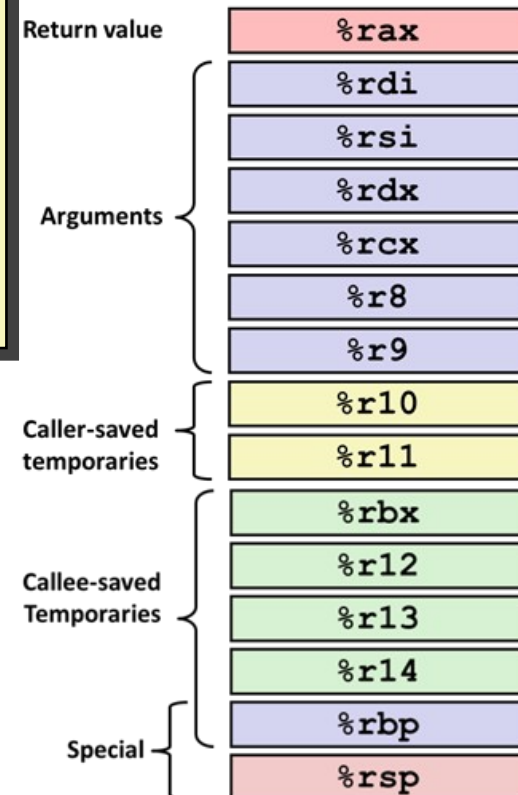 Return value
%rax
Arguments
%rdi
%rsi
%rdx
%rcx
%r8
%r9
Caller-saved
temporaries
%r10
%r11
Callee-saved
Temporaries
%rbx
%r12
%r13
%r14
%rbp
Special
%rsp